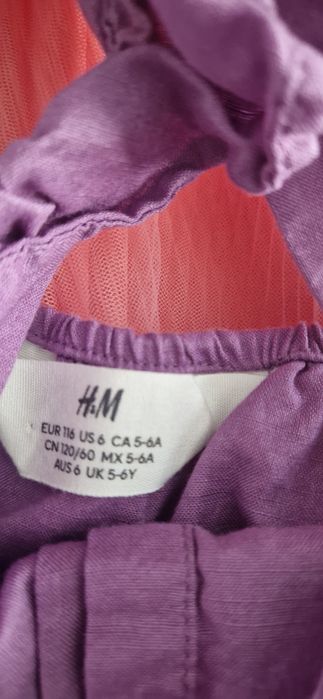 H&M
EUR 116 US 6 CA 5-6A
CN 120/60 MX 5-6A
AUS 6 UK 5-6Y